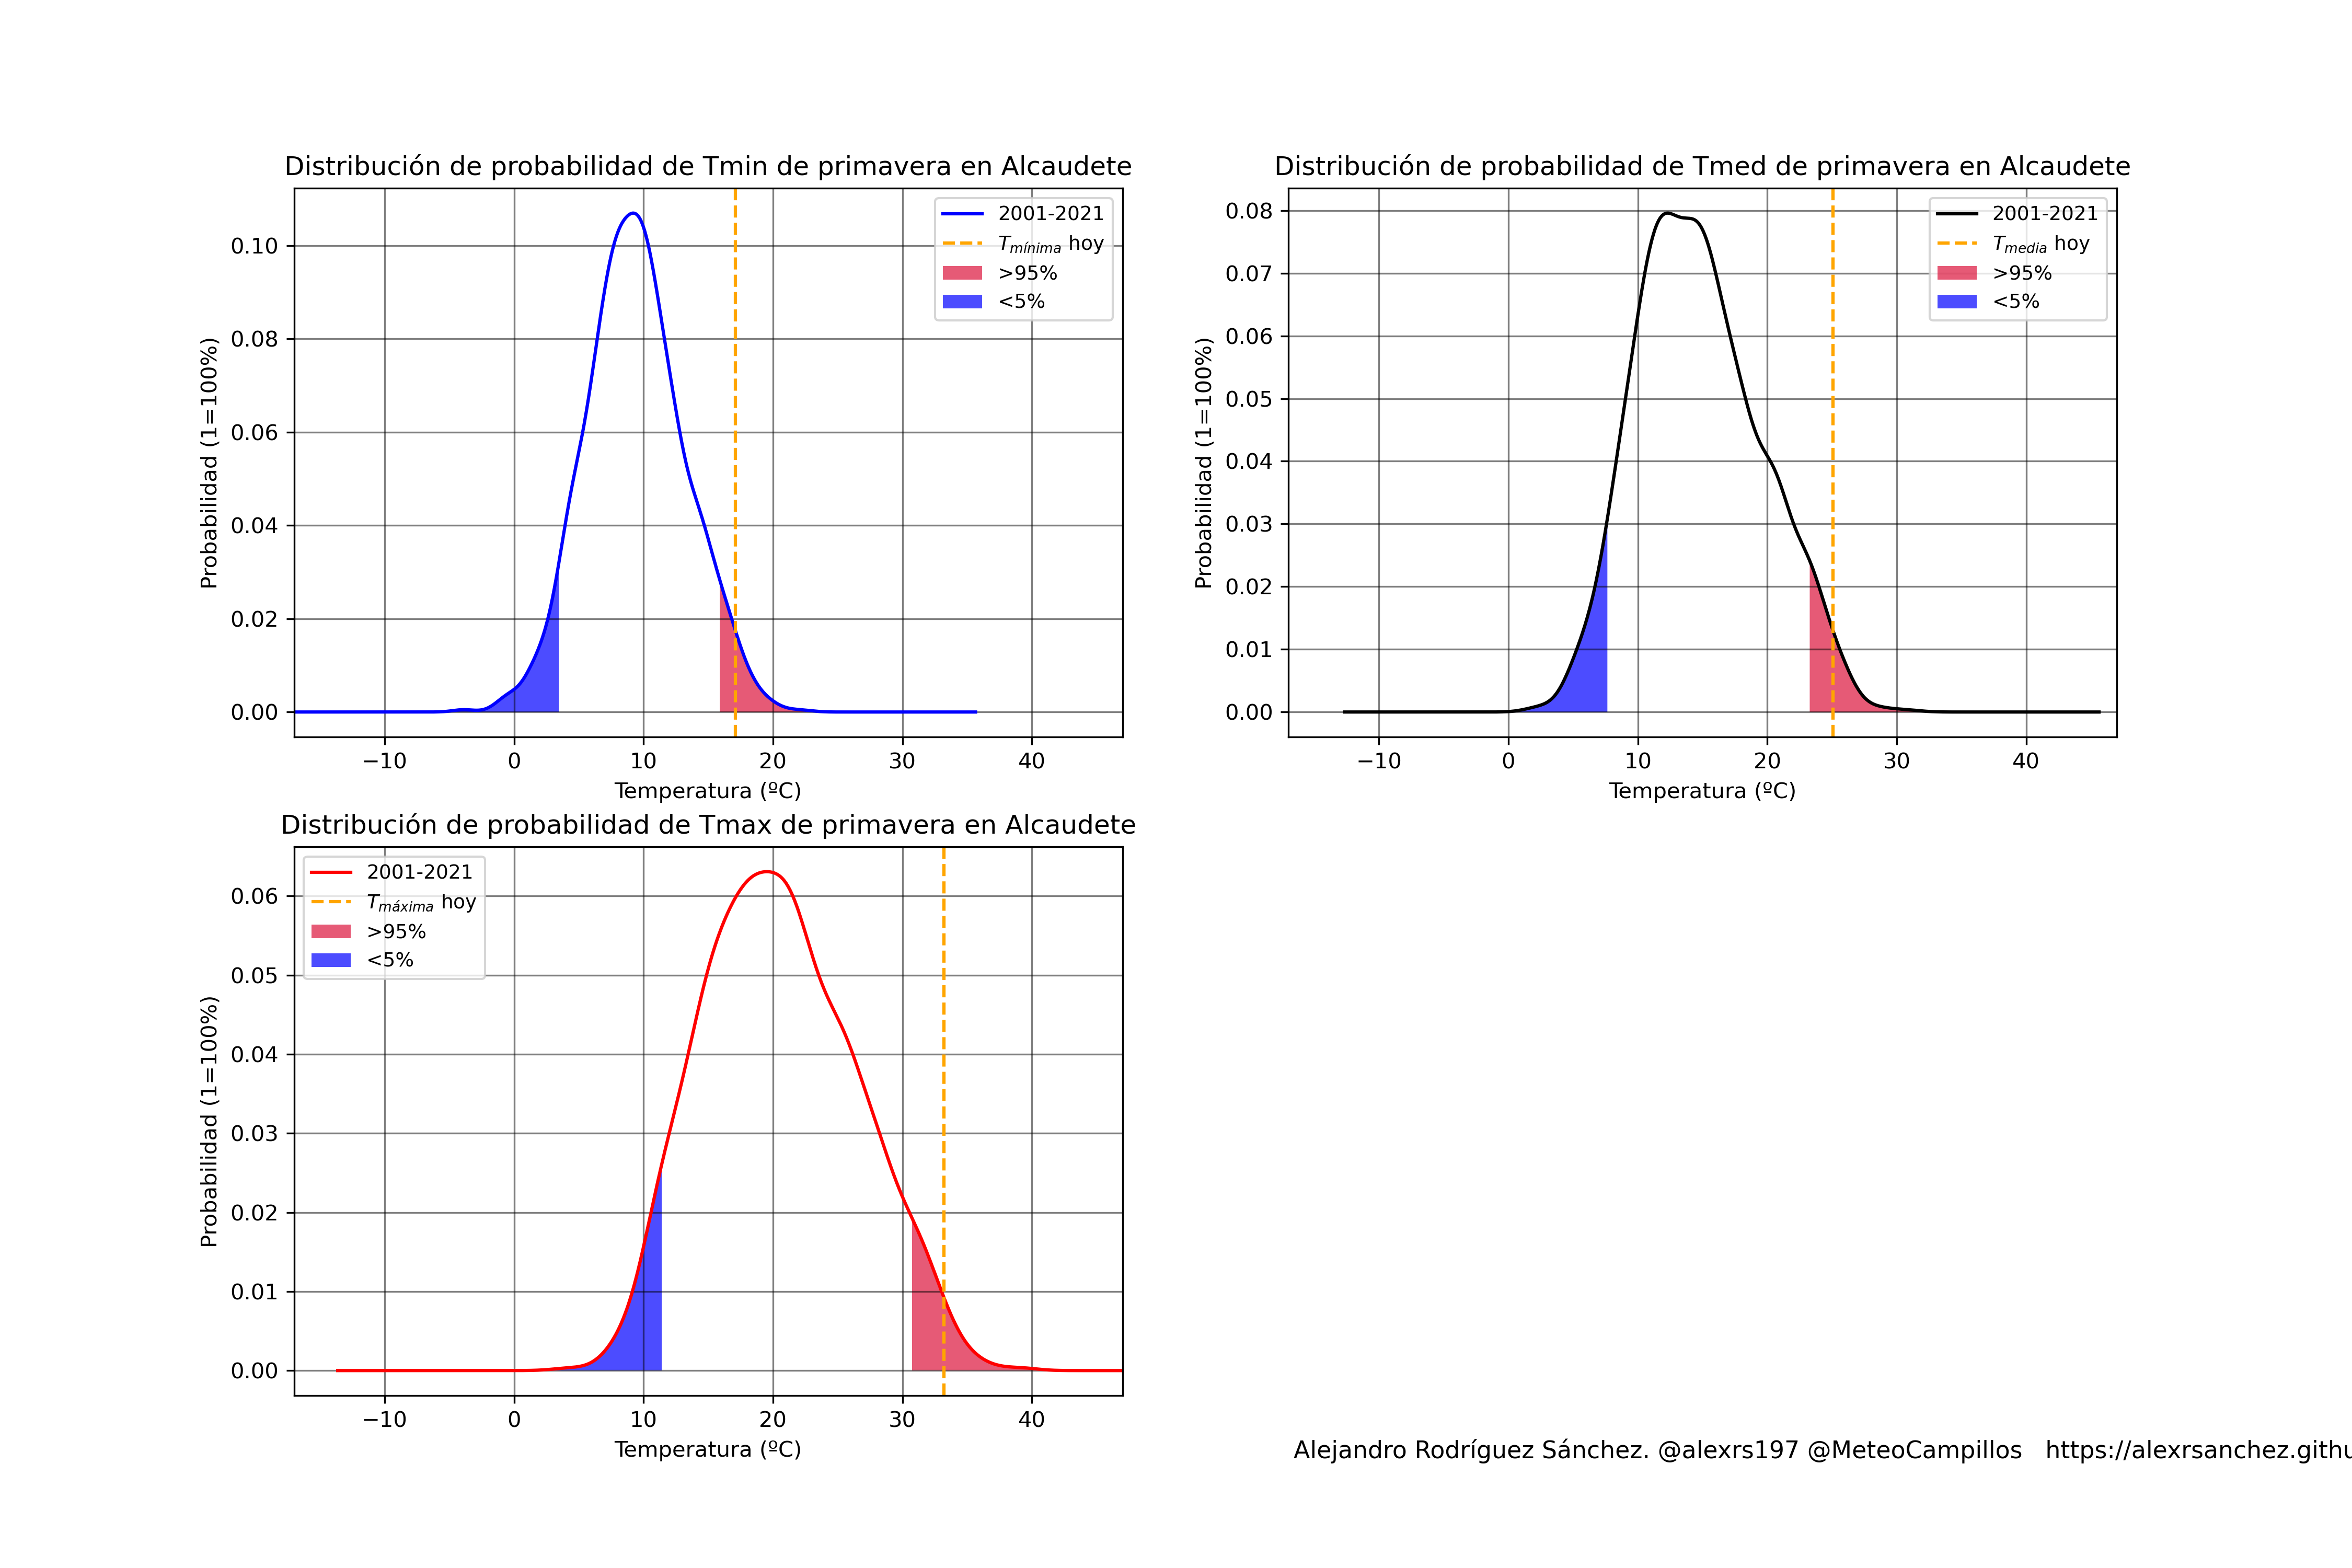 Distribución de probabilidad de Tmin de primavera en Alcaudete
Probabilidad (1=100%)
0.10
0.08
0.06
0.04
0.02
0.00
2001-2021
Tmínima hoy
>95%
<5%
−10 0 10 20 30 40
Temperatura (ºC)
Distribución de probabilidad de Tmed de primavera en Alcaudete
Probabilidad (1=100%)
0.08
0.07
0.06
0.05
0.04
0.03
0.02
0.01
0.00
2001-2021
Tmedia hoy
>95%
<5%
−10 0 10 20 30 40
Temperatura (ºC)
Distribución de probabilidad de Tmax de primavera en Alcaudete
Probabilidad (1=100%)
0.06
0.05
0.04
0.03
0.02
0.01
0.00
2001-2021
Tmáxima hoy
>95%
<5%
−10 0 10 20 30 40
Temperatura (ºC)
Alejandro Rodríguez Sánchez. @alexrs197 @MeteoCampillos https://alexrsanchez.githu